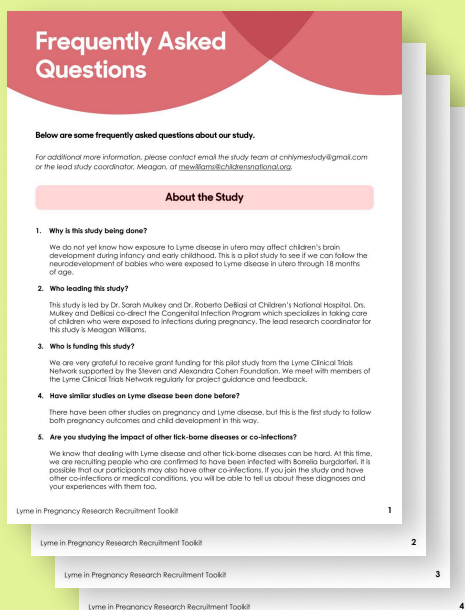 Frequently Asked
Questions
Below are some frequently asked questions about our study.
For additional more information, please contact email the study team at cnhlymestudy@gmail.com
or the lead study coordinator, Meagan, at mewilliams@childrensnational.org.
About the Study
1. Why is this study being done?
We do not yet know how exposure to Lyme disease in utero may affect children's brain
development during infancy and early childhood. This is a pilot study to see if we can follow the
neurodevelopment of babies who were exposed to Lyme disease in utero through 18 months
of age.
2. Who leading this study?
This study is led by Dr. Sarah Mulkey and Dr. Roberta DeBiasi at Children's National Hospital. Drs.
Mulkey and DeBiasi co-direct the Congenital Infection Program which specializes in taking care
of children who were exposed to infections during pregnancy. The lead research coordinator for
this study is Meagan Williams.
3. Who is funding this study?
We are very grateful to receive grant funding for this pilot study from the Lyme Clinical Trials
Network supported by the Steven and Alexandra Cohen Foundation. We meet with members of
the Lyme Clinical Trials Network regularly for project guidance and feedback.
4. Have similar studies on Lyme disease been done before?
There have been other studies on pregnancy and Lyme disease, but this is the first study to follow
both pregnancy outcomes and child development in this way.
5. Are you studying the impact of other tick-borne diseases or co-infections?
We know that dealing with Lyme disease and other tick-borne diseases can be hard. At this time,
we are recruiting people who are confirmed to have been infected with Borrelia burgdorferi. It is
possible that our participants may also have other co-infections. If you join the study and have
other co-infections or medical conditions, you will be able to tell us about these diagnoses and
your experiences with them too.
Lyme in Pregnancy Research Recruitment Toolkit 1
Lyme in Pregnancy Research Recruitment Toolkit 2
Lyme in Pregnancy Research Recruitment Toolkit 3
Lyme in Pregnancy Research Recruitment Toolkit 4